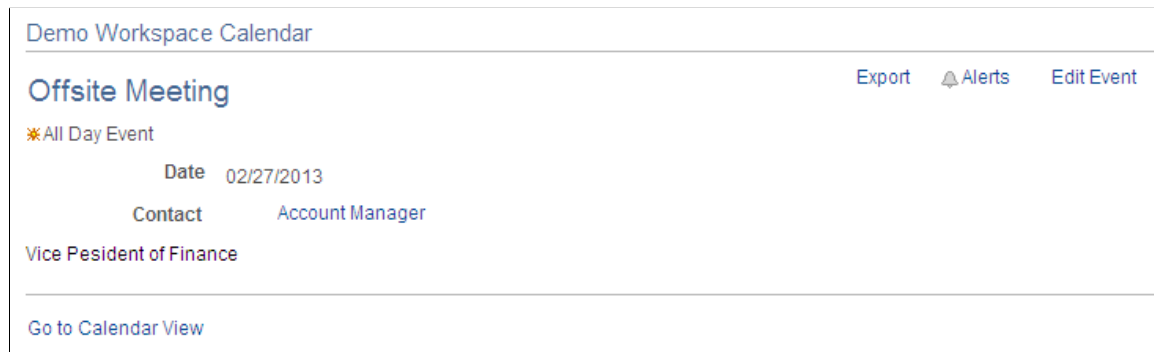 Demo Workspace Calendar
Offsite Meeting
Export Alerts Edit Event
All Day Event
Date 02/27/2013
Contact Account Manager
Vice Pesident of Finance
Go to Calendar View